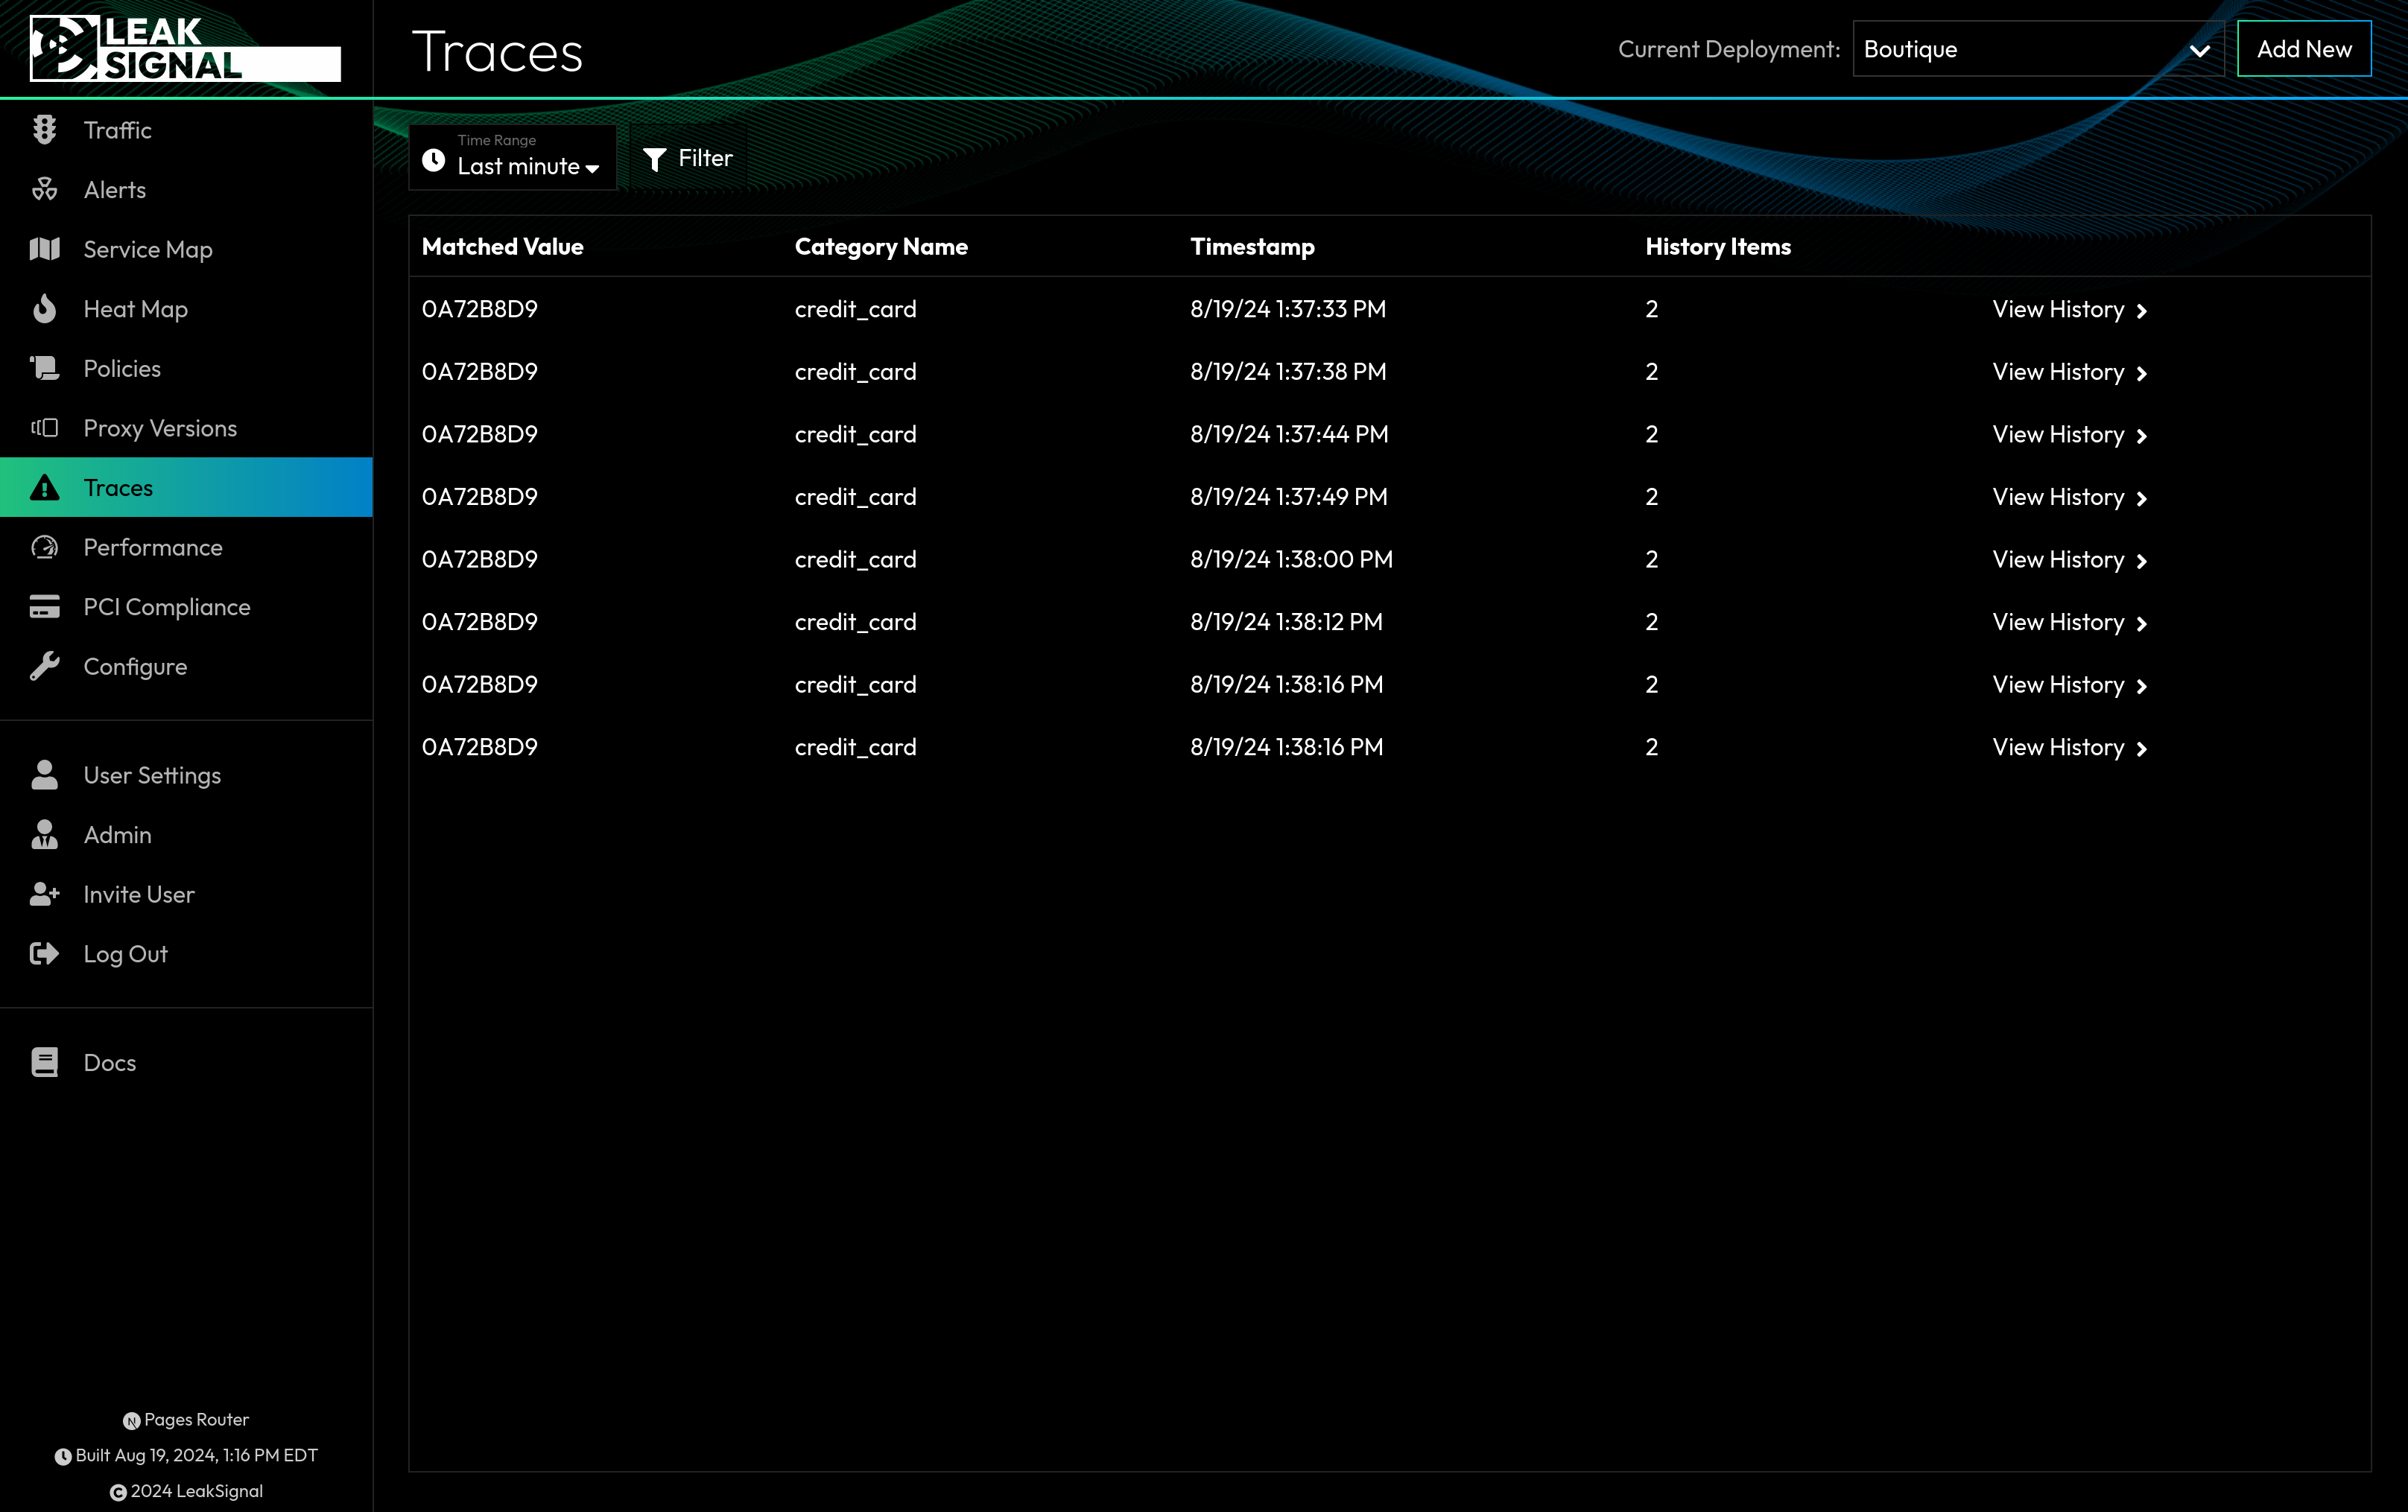 LEAK
SIGNAL
Traces
Current Deployment: Boutique Add New
Traffic
Alerts
Service Map
Heat Map
Policies
Proxy Versions
Traces
Performance
PCI Compliance
Configure
User Settings
Admin
Invite User
Log Out
Docs
Pages Router
Built Aug 19, 2024, 1:16 PM EDT
2024 LeakSignal
Time Range
Last minute
Filter
Matched Value Category Name Timestamp History Items
0A72B8D9 credit_card 8/19/24 1:37:33 PM 2 View History
0A72B8D9 credit_card 8/19/24 1:37:38 PM 2 View History
0A72B8D9 credit_card 8/19/24 1:37:44 PM 2 View History
0A72B8D9 credit_card 8/19/24 1:37:49 PM 2 View History
0A72B8D9 credit_card 8/19/24 1:38:00 PM 2 View History
0A72B8D9 credit_card 8/19/24 1:38:12 PM 2 View History
0A72B8D9 credit_card 8/19/24 1:38:16 PM 2 View History
0A72B8D9 credit_card 8/19/24 1:38:16 PM 2 View History